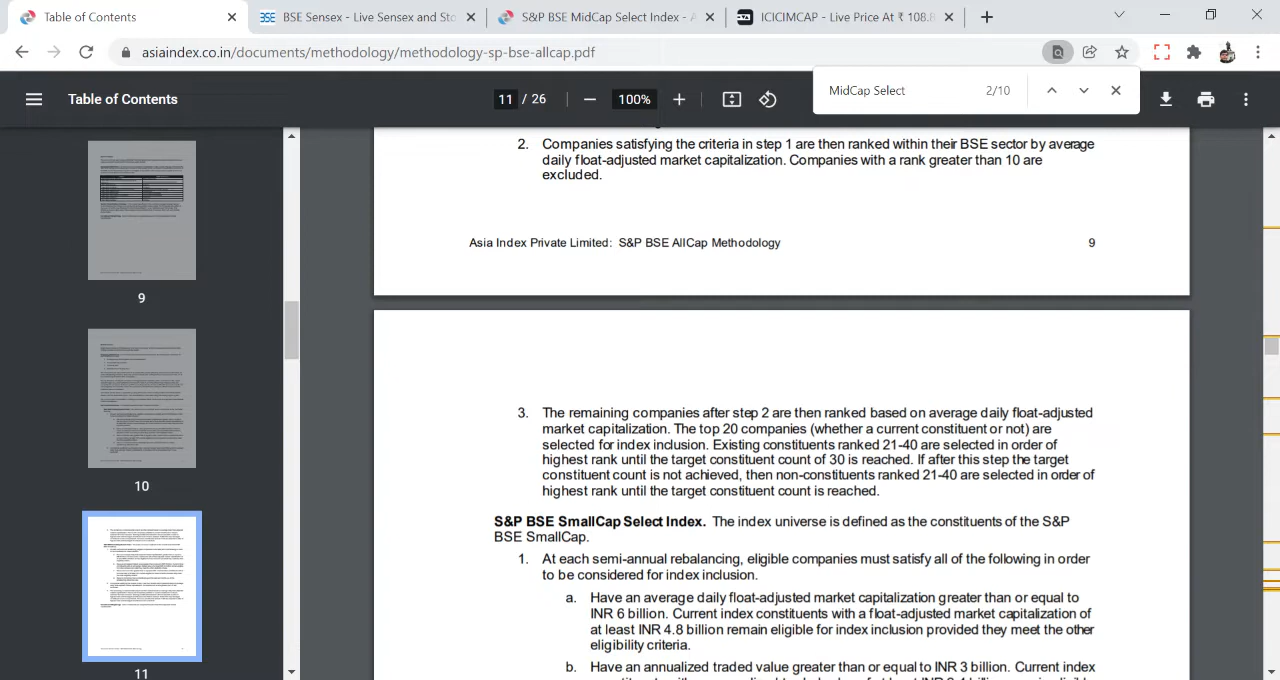 Table of Contents
BSE Sensex - Live Sensex and Sto
S&P BSE MidCap Select Index - A
ICICIMCAP - Live Price At ₹ 108.8
asiaindex.co.in/documents/methodology/methodology-sp-bse-allcap.pdf
Table of Contents
11 / 26
100%
MidCap Select
2/10
9
10
11
2. Companies satisfying the criteria in step 1 are then ranked within their BSE sector by average
daily float-adjusted market capitalization. Companies with a rank greater than 10 are
excluded.
Asia Index Private Limited: S&P BSE AllCap Methodology
9
3. The remaining companies after step 2 are then ranked based on average daily float-adjusted
market capitalization. The top 20 companies (whether a current constituent or not) are
selected for index inclusion. Existing constituents ranked 21-40 are selected in order of
highest rank until the target constituent count of 30 is reached. If after this step the target
constituent count is not achieved, then non-constituents ranked 21-40 are selected in order of
highest rank until the target constituent count is reached.
S&P BSE SmallCap Select Index. The index universe is defined as the constituents of the S&P
BSE SmallCap.
1. At each semi-annual rebalancing, eligible companies must satisfy all of the following in order
to be considered for index inclusion.
a. Have an average daily float-adjusted market capitalization greater than or equal to
INR 6 billion. Current index constituents with a float-adjusted market capitalization of
at least INR 4.8 billion remain eligible for index inclusion provided they meet the other
eligibility criteria.
b. Have an annualized traded value greater than or equal to INR 3 billion. Current index